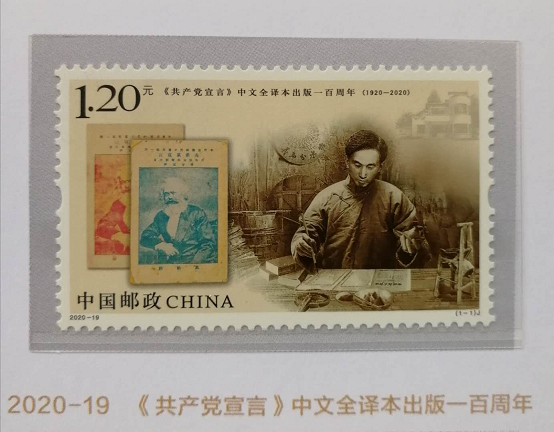 1.20元 《共产党宣言》中文全译本出版一百周年 (1920-2020)
中国邮政CHINA
2020-19
(1-1)J
2020-19 《共产党宣言》中文全译本出版一百周年